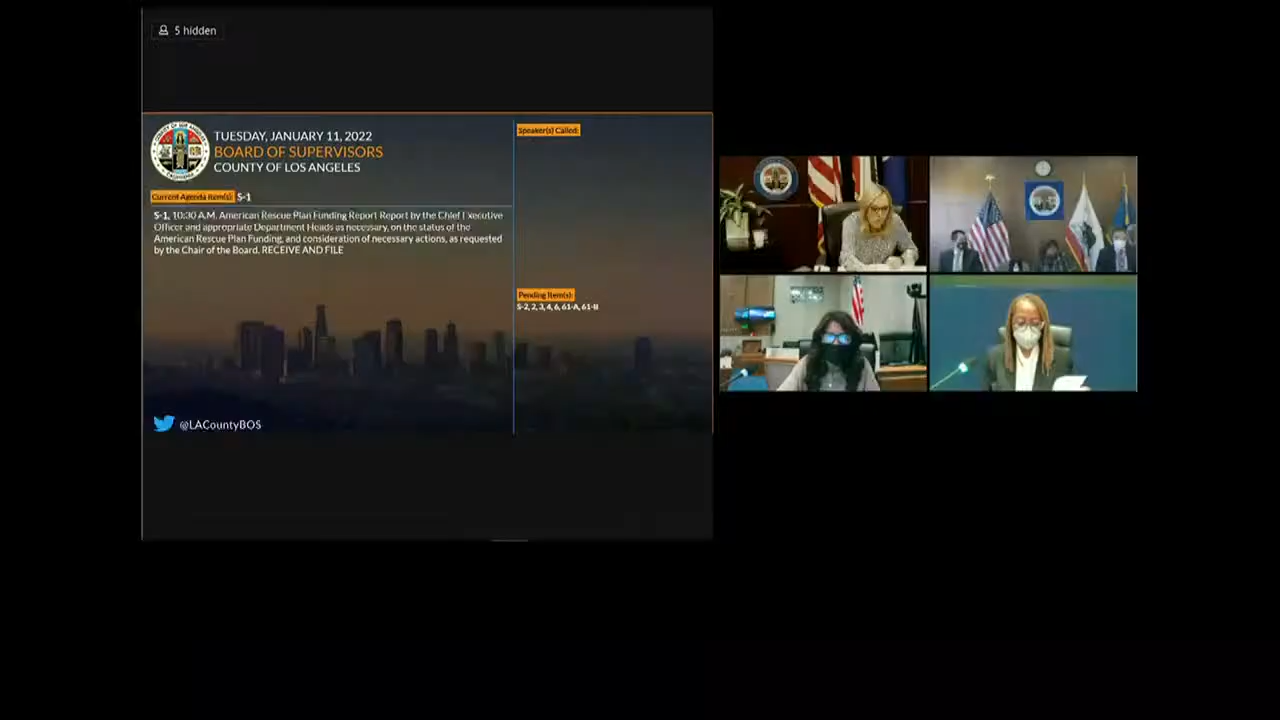 5 hidden
TUESDAY, JANUARY 11, 2022
BOARD OF SUPERVISORS
COUNTY OF LOS ANGELES
Current Agenda Item(s): S-1
S-1, 10:30 A.M. American Rescue Plan Funding Report Report by the Chief Executive
Officer and appropriate Department Heads as necessary, on the status of the
American Rescue Plan Funding, and consideration of necessary actions, as requested
by the Chair of the Board. RECEIVE AND FILE
@LACountyBOS
Speaker(s) Called:
Pending Item(s):
S-2, 2, 3, 4, 6, 61-A, 61-B